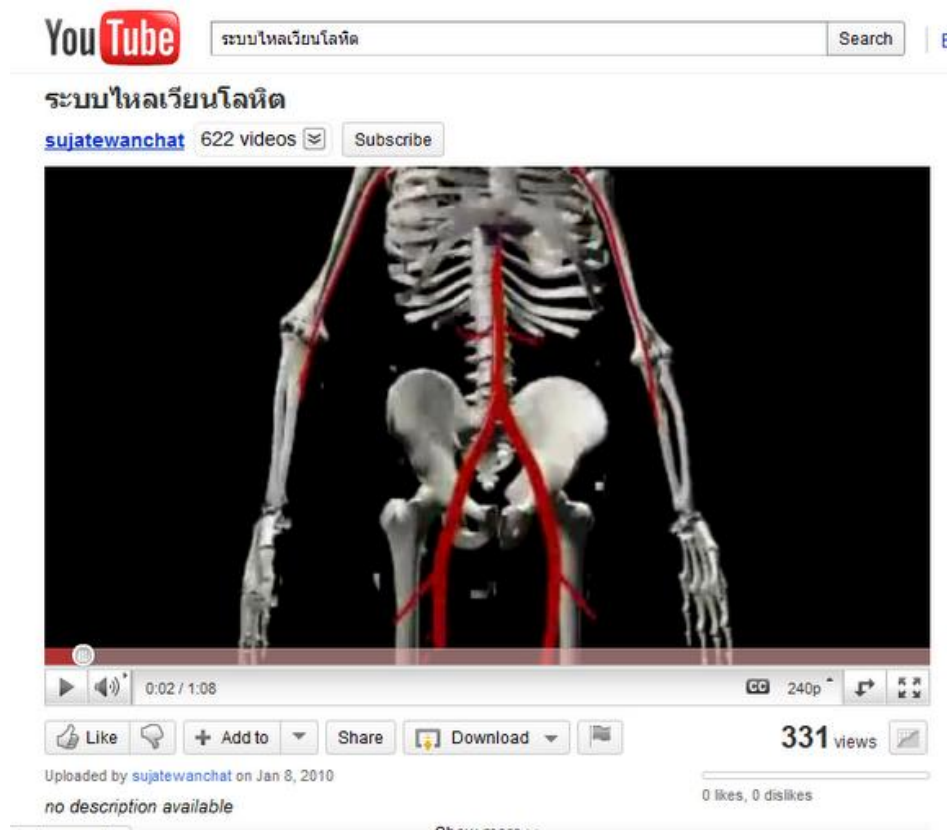 YouTube
ระบบไหลเวียนโลหิต Search
ระบบไหลเวียนโลหิต
sujatewanchat 622 videos Subscribe
0:02 / 1:08 CC 240p
Like Add to Share Download 331 views
Uploaded by sujatewanchat on Jan 8, 2010
0 likes, 0 dislikes
no description available